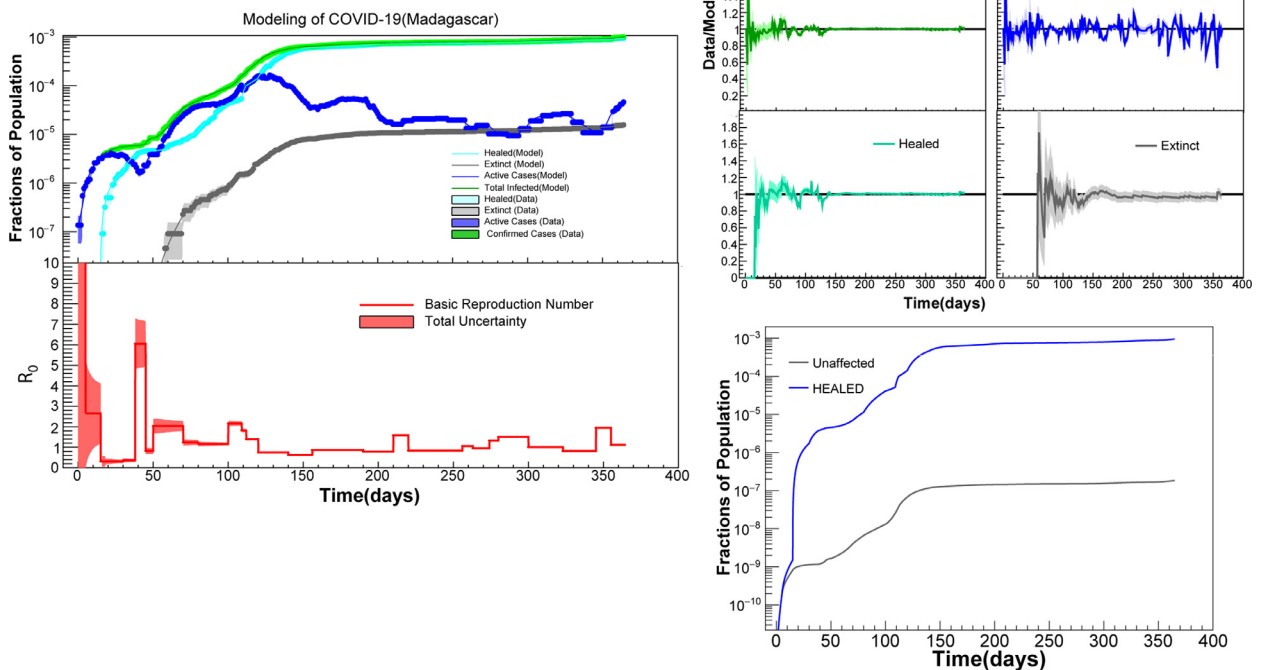 Modeling of COVID-19(Madagascar)
Fractions of Population
10−3
10−4
10−5
10−6
10−7
Healed(Model)
Extinct (Model)
Active Cases(Model)
Total Infected(Model)
Healed(Data)
Extinct (Data)
Active Cases (Data)
Confirmed Cases (Data)
R0
10
9
8
7
6
5
4
3
2
1
0
Basic Reproduction Number
Total Uncertainty
0 50 100 150 200 250 300 350 400
Time(days)
Data/Mod
1.2
1
0.8
0.6
0.4
0.2
1.6
1.4
1.2
1
0.8
0.6
0.4
0.2
0
Healed
Extinct
0 50 100 150 200 250 300 350 400
0 50 100 150 200 250 300 350 400
Time(days)
Fractions of Population
10−3
10−4
10−5
10−6
10−7
10−8
10−9
10−10
Unaffected
HEALED
0 50 100 150 200 250 300 350 400
Time(days)